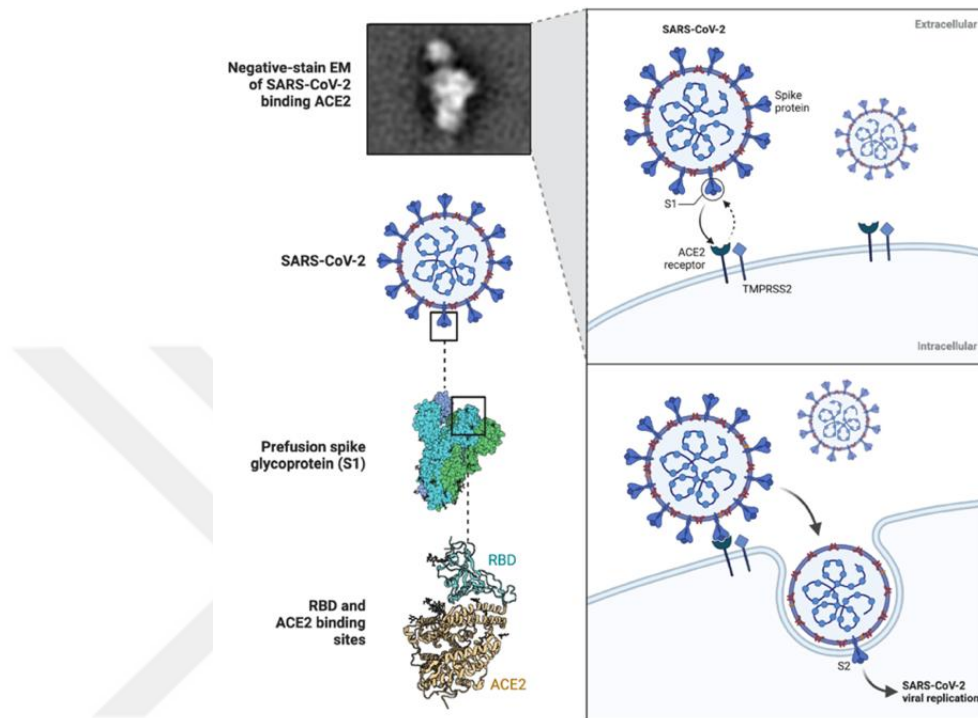 Negative-stain EM
of SARS-CoV-2
binding ACE2
SARS-CoV-2
Prefusion spike
glycoprotein (S1)
RBD
RBD and
ACE2 binding
sites
ACE2
SARS-CoV-2
Extracellular
Spike
protein
S1
ACE2
receptor
TMPRSS2
Intracellular
S2
SARS-CoV-2
viral replication